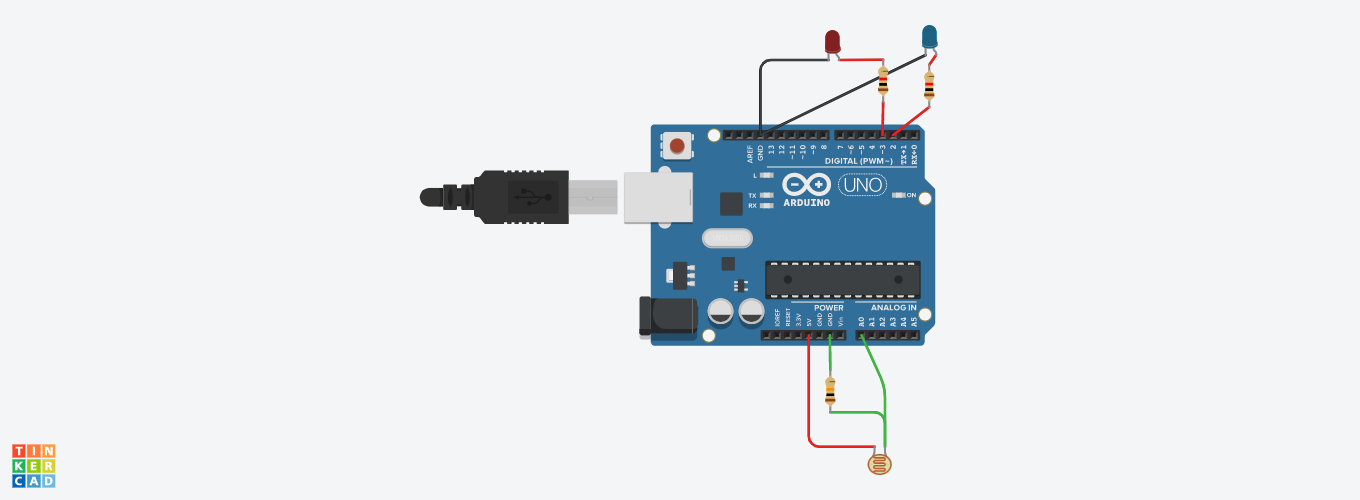 AREF
GND
13
12
~11
~10
~9
8
7
~6
~5
4
~3
2
TX→1
RX←0
DIGITAL (PWM~)
L
TX
RX
UNO
ARDUINO
ON
POWER
ANALOG IN
IOREF
RESET
3.3V
5V
GND
GND
Vin
A0
A1
A2
A3
A4
A5
TIN
KER
CAD